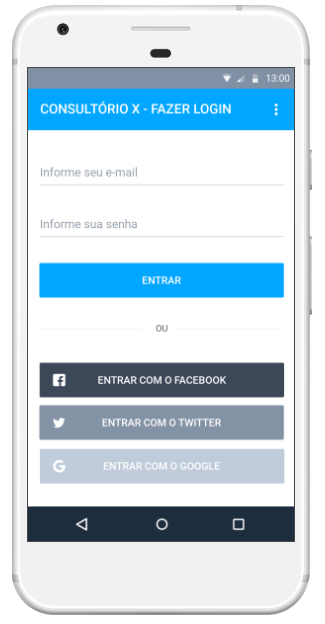 13:00
CONSULTÓRIO X - FAZER LOGIN
Informe seu e-mail
Informe sua senha
ENTRAR
OU
ENTRAR COM O FACEBOOK
ENTRAR COM O TWITTER
ENTRAR COM O GOOGLE